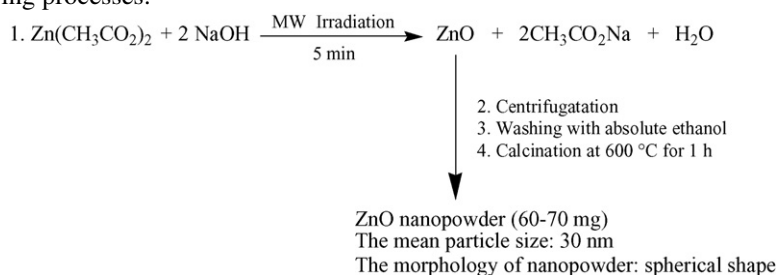 ing processes.
1. Zn(CH₃CO₂)₂ + 2 NaOH MW Irradiation 5 min ZnO + 2CH₃CO₂Na + H₂O
2. Centrifugatation
3. Washing with absolute ethanol
4. Calcination at 600 °C for 1 h
ZnO nanopowder (60-70 mg)
The mean particle size: 30 nm
The morphology of nanopowder: spherical shape